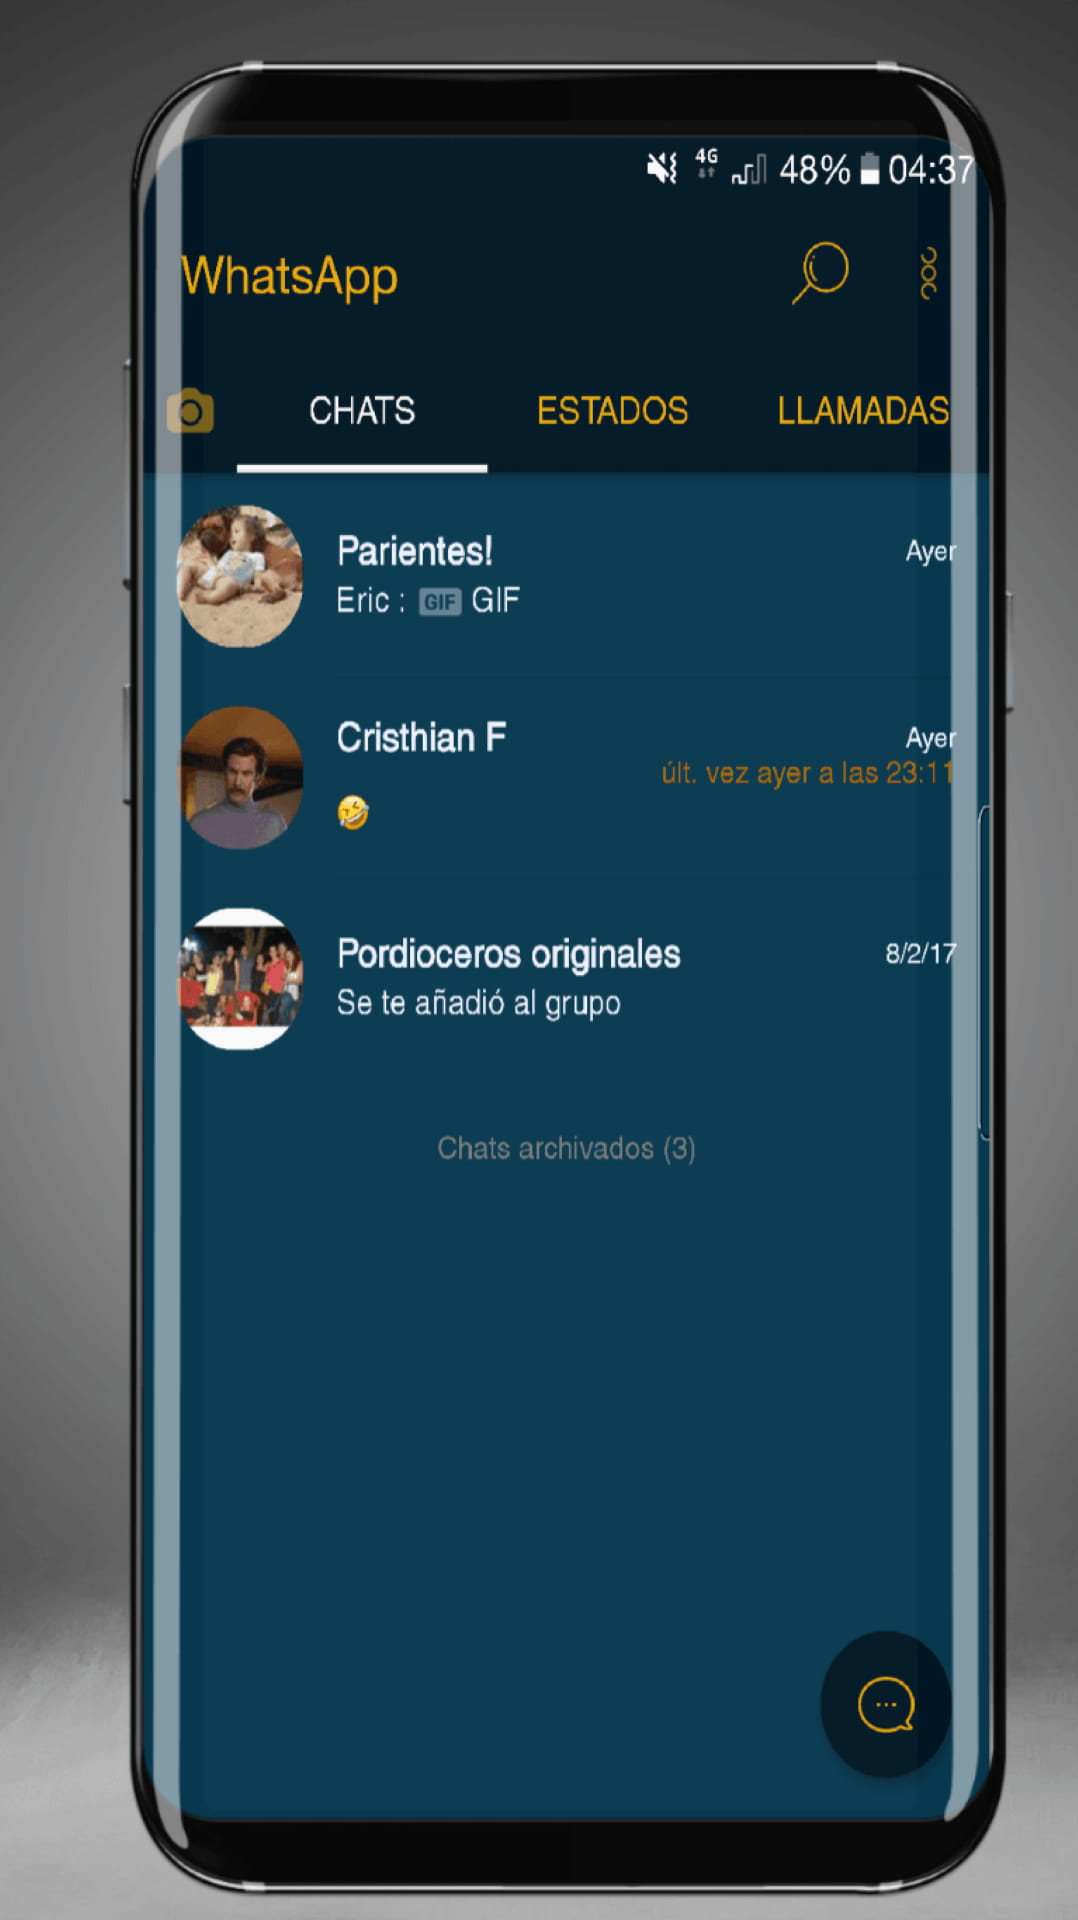 4G 48% 04:37
WhatsApp
CHATS ESTADOS LLAMADAS
Parientes! Ayer
Eric : GIF GIF
Cristhian F Ayer
últ. vez ayer a las 23:11
🤣
Pordioceros originales 8/2/17
Se te añadió al grupo
Chats archivados (3)